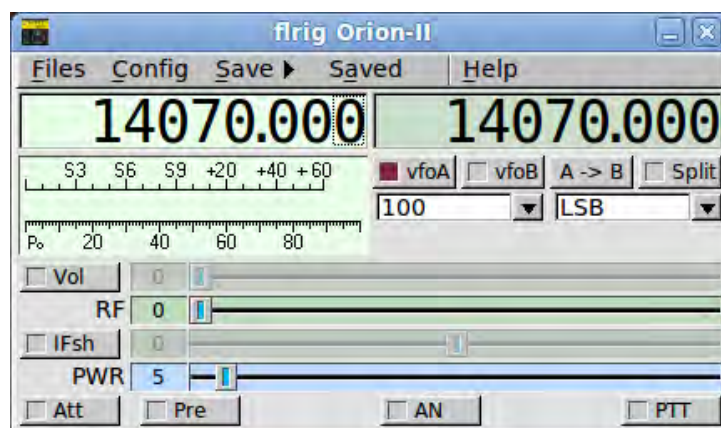 flrig Orion-II
Files Config Save Saved Help
14070.000 14070.000
S3 S6 S9 +20 +40 +60
vfoA vfoB A -> B Split
100 LSB
Po 20 40 60 80
Vol 0
RF 0
IFsh 0
PWR 5
Att Pre AN PTT